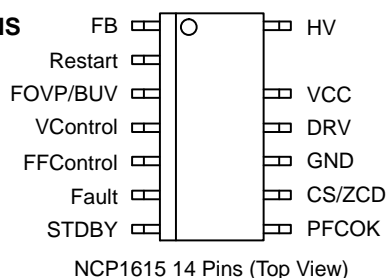 NS
FB HV
Restart
FOVP/BUV VCC
VControl DRV
FFControl GND
Fault CS/ZCD
STDBY PFCOK
NCP1615 14 Pins (Top View)